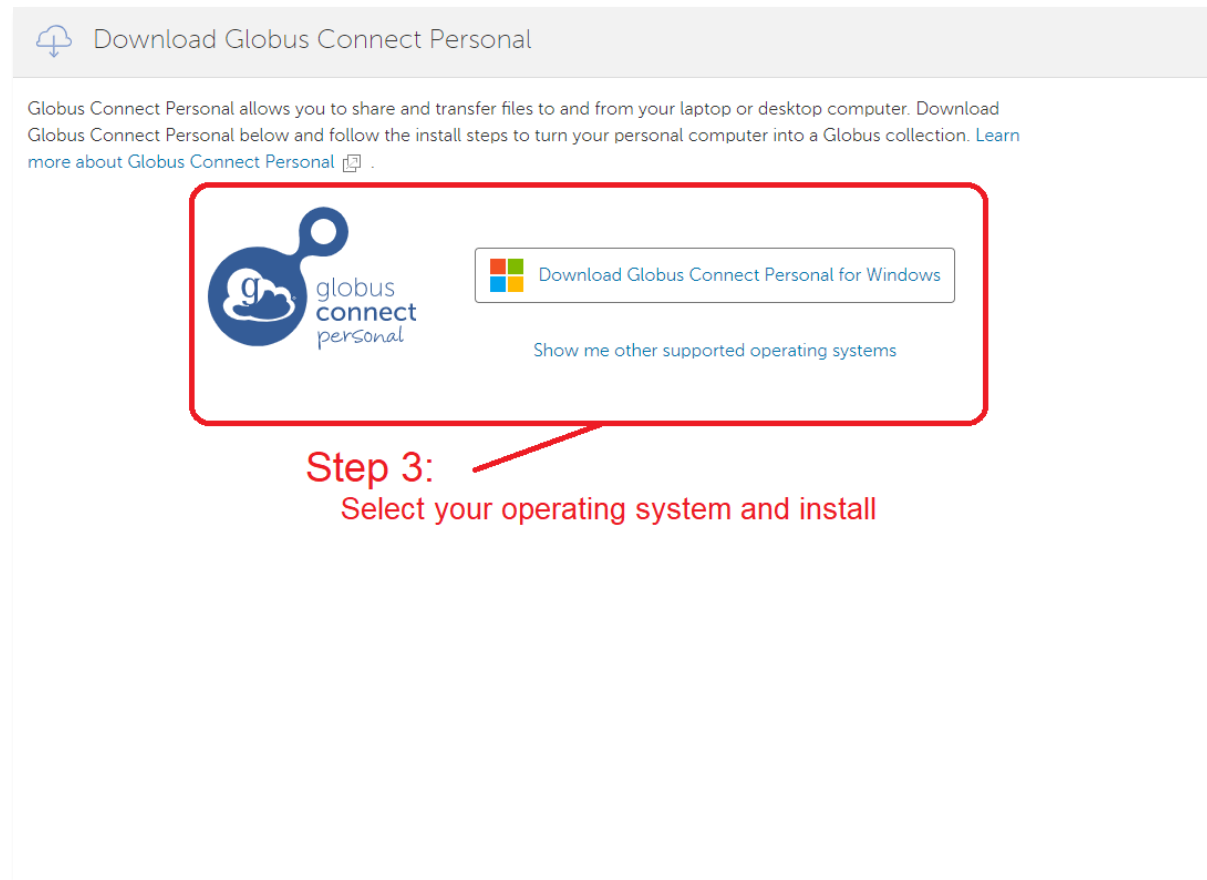 Download Globus Connect Personal
Globus Connect Personal allows you to share and transfer files to and from your laptop or desktop computer. Download
Globus Connect Personal below and follow the install steps to turn your personal computer into a Globus collection. Learn
more about Globus Connect Personal .
g
globus
connect
personal
Download Globus Connect Personal for Windows
Show me other supported operating systems
Step 3:
Select your operating system and install